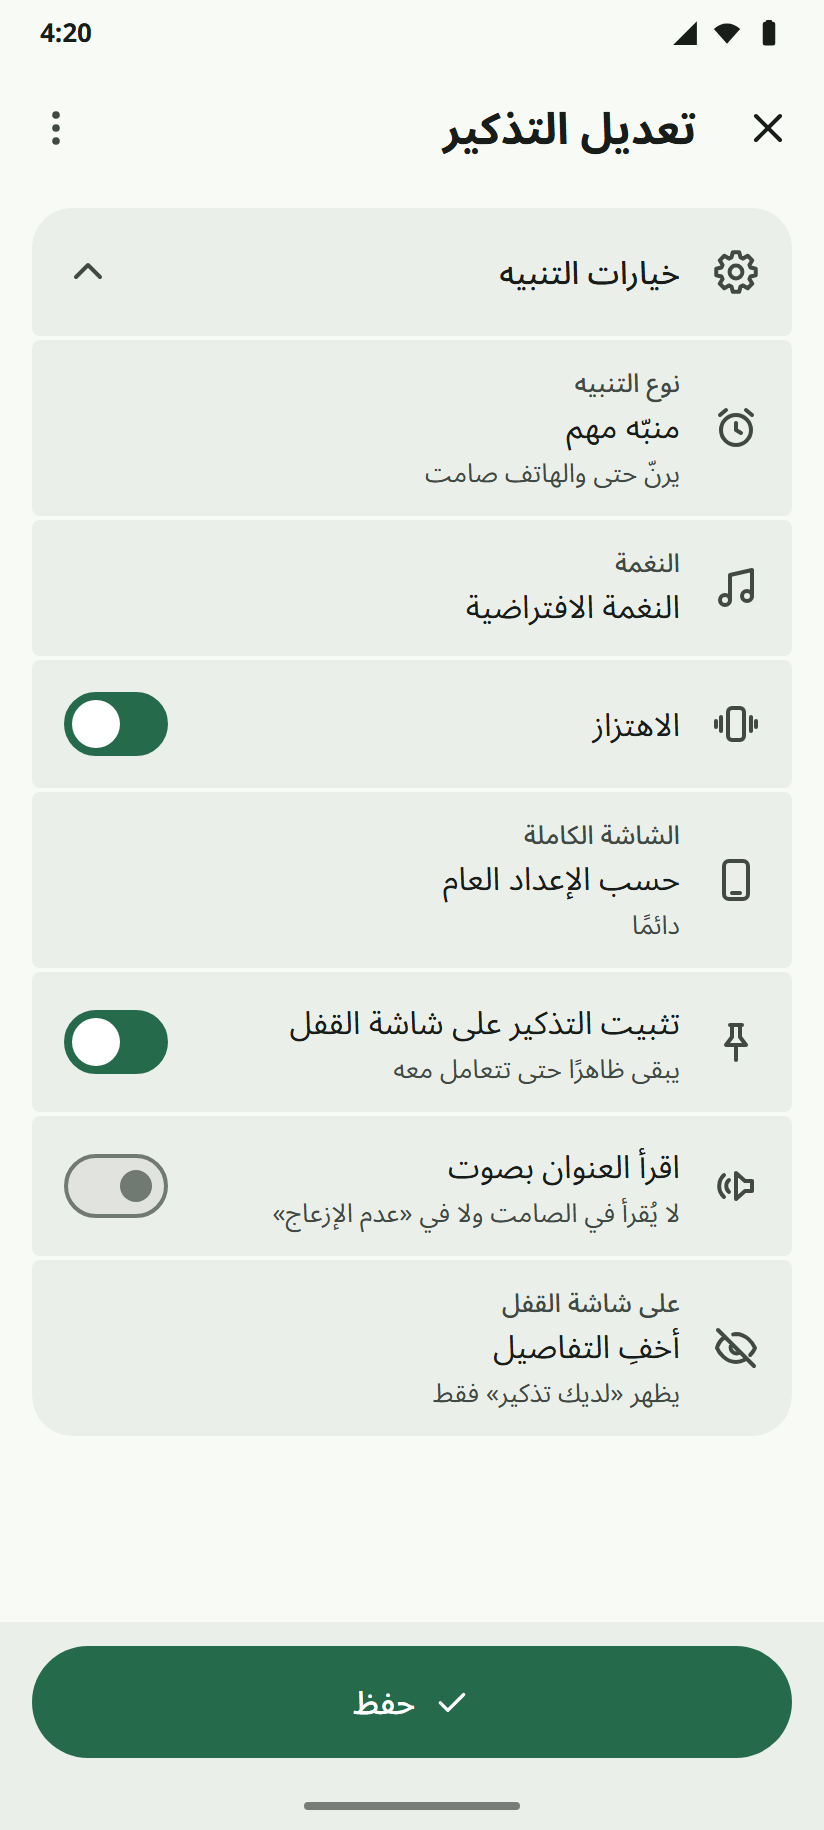 4:20
تعديل التذكير
خيارات التنبيه
نوع التنبيه
منبّه مهم
يرنّ حتى والهاتف صامت
النغمة
النغمة الافتراضية
الاهتزاز
الشاشة الكاملة
حسب الإعداد العام
دائمًا
تثبيت التذكير على شاشة القفل
يبقى ظاهرًا حتى تتعامل معه
اقرأ العنوان بصوت
لا يُقرأ في الصامت ولا في «عدم الإزعاج»
على شاشة القفل
أخفِ التفاصيل
يظهر «لديك تذكير» فقط
حفظ